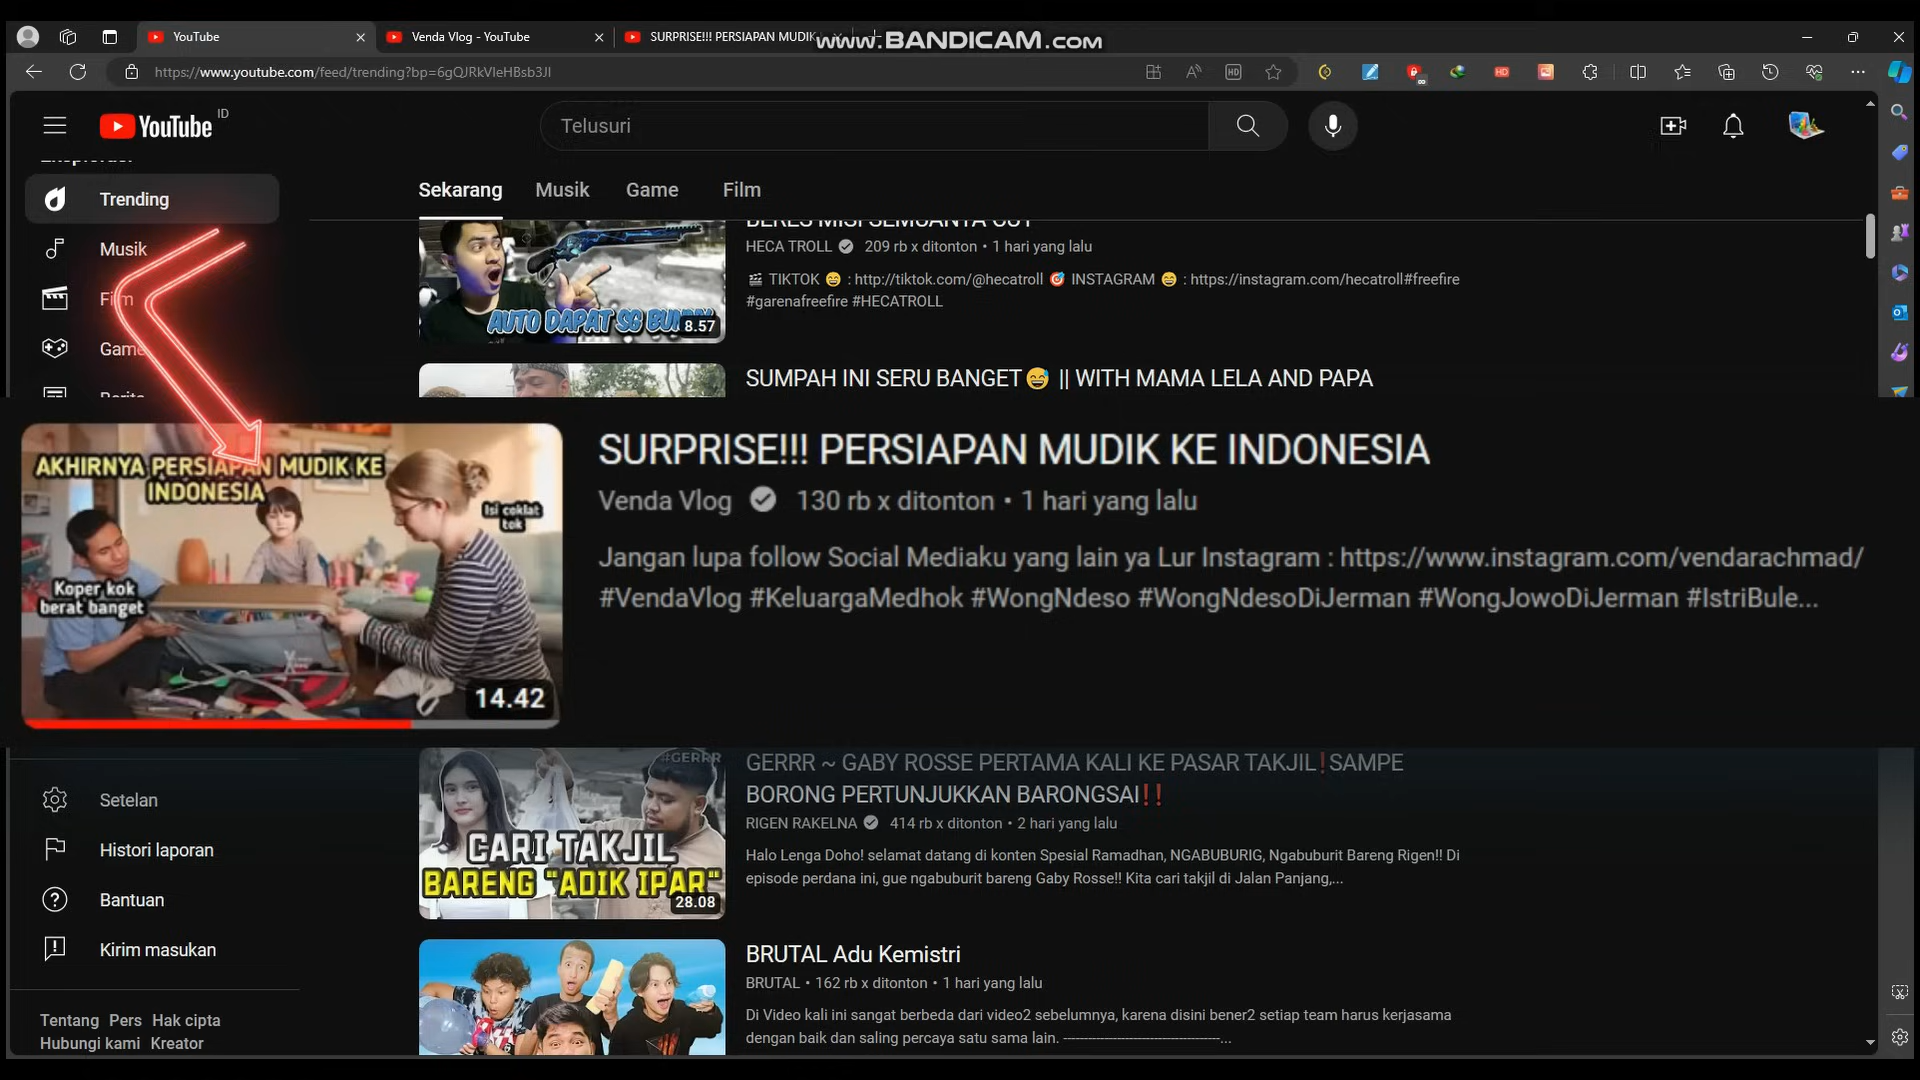 YouTube
Venda Vlog - YouTube
SURPRISE!!! PERSIAPAN MUDIK
www.BANDICAM.com
https://www.youtube.com/feed/trending?bp=6gQJRkVleHBsb3JI
YouTube ID
Telusuri
Eksplorasi
Trending
Musik
Film
Game
Berita
Sekarang
Musik
Game
Film
BERES MISI SEMUANYA CUY
HECA TROLL 209 rb x ditonton • 1 hari yang lalu
🎬 TIKTOK 😄 : http://tiktok.com/@hecatroll 🎯 INSTAGRAM 😄 : https://instagram.com/hecatroll#freefire
#garenafreefire #HECATROLL
AUTO DAPAT SG
8.57
SUMPAH INI SERU BANGET😅 || WITH MAMA LELA AND PAPA
AKHIRNYA PERSIAPAN MUDIK KE
INDONESIA
Isi coklat
tok
Koper kok
berat banget
14.42
SURPRISE!!! PERSIAPAN MUDIK KE INDONESIA
Venda Vlog 130 rb x ditonton • 1 hari yang lalu
Jangan lupa follow Social Mediaku yang lain ya Lur Instagram : https://www.instagram.com/vendarachmad/
#VendaVlog #KeluargaMedhok #WongNdeso #WongNdesoDiJerman #WongJowoDiJerman #IstriBule...
#GERRR
CARI TAKJIL
BARENG "ADIK IPAR"
28.08
GERRR ~ GABY ROSSE PERTAMA KALI KE PASAR TAKJIL❗SAMPE
BORONG PERTUNJUKKAN BARONGSAI‼️
RIGEN RAKELNA 414 rb x ditonton • 2 hari yang lalu
Halo Lenga Doho! selamat datang di konten Spesial Ramadhan, NGABUBURIG, Ngabuburit Bareng Rigen!! Di
episode perdana ini, gue ngabuburit bareng Gaby Rosse!! Kita cari takjil di Jalan Panjang,...
BRUTAL Adu Kemistri
BRUTAL • 162 rb x ditonton • 1 hari yang lalu
Di Video kali ini sangat berbeda dari video2 sebelumnya, karena disini bener2 setiap team harus kerjasama
dengan baik dan saling percaya satu sama lain. -----------------------------------...
Setelan
Histori laporan
Bantuan
Kirim masukan
Tentang Pers Hak cipta
Hubungi kami Kreator